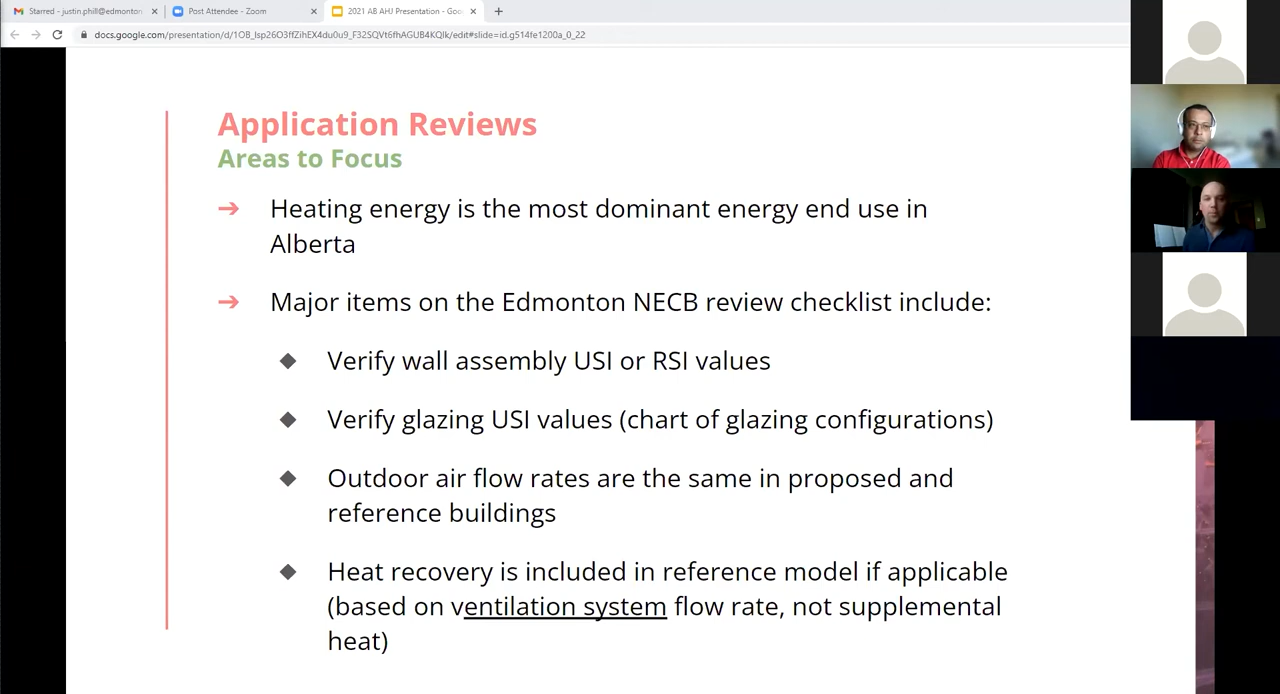 Starred - justin.phill@edmonton
Post Attendee - Zoom
2021 AB AHJ Presentation - Goo
docs.google.com/presentation/d/1OB_lsp26O3ffZihEX4du0u9_F32SQVt6fhAGUB4KQlk/edit#slide=id.g514fe1200a_0_22
Application Reviews
Areas to Focus
➔ Heating energy is the most dominant energy end use in
Alberta
➔ Major items on the Edmonton NECB review checklist include:
◆ Verify wall assembly USI or RSI values
◆ Verify glazing USI values (chart of glazing configurations)
◆ Outdoor air flow rates are the same in proposed and
reference buildings
◆ Heat recovery is included in reference model if applicable
(based on ventilation system flow rate, not supplemental
heat)